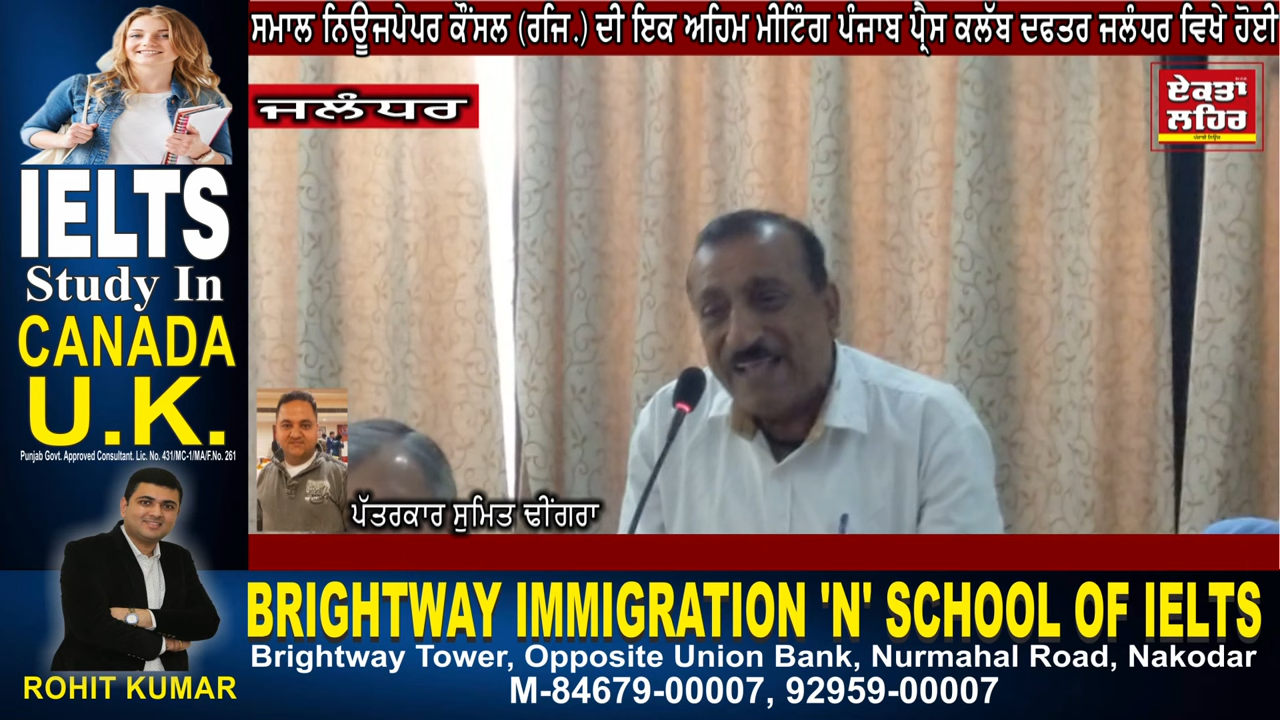 ਸਮਾਲ ਨਿਊਜਪੇਪਰ ਕੌਂਸਲ (ਰਜਿ.) ਦੀ ਇਕ ਅਹਿਮ ਮੀਟਿੰਗ ਪੰਜਾਬ ਪ੍ਰੈਸ ਕਲੱਬ ਦਫਤਰ ਜਲੰਧਰ ਵਿਖੇ ਹੋਈ
ਜਲੰਧਰ
ਏਕਤਾ
ਲਹਿਰ
ਪੰਜਾਬੀ ਨਿਊਜ਼
IELTS
Study In
CANADA
U.K.
Punjab Govt. Approved Consultant. Lic. No. 431/MC-1/MA/F.No. 261
ਪੱਤਰਕਾਰ ਸੁਮਿਤ ਢੀਂਗਰਾ
ROHIT KUMAR
BRIGHTWAY IMMIGRATION 'N' SCHOOL OF IELTS
Brightway Tower, Opposite Union Bank, Nurmahal Road, Nakodar
M-84679-00007, 92959-00007